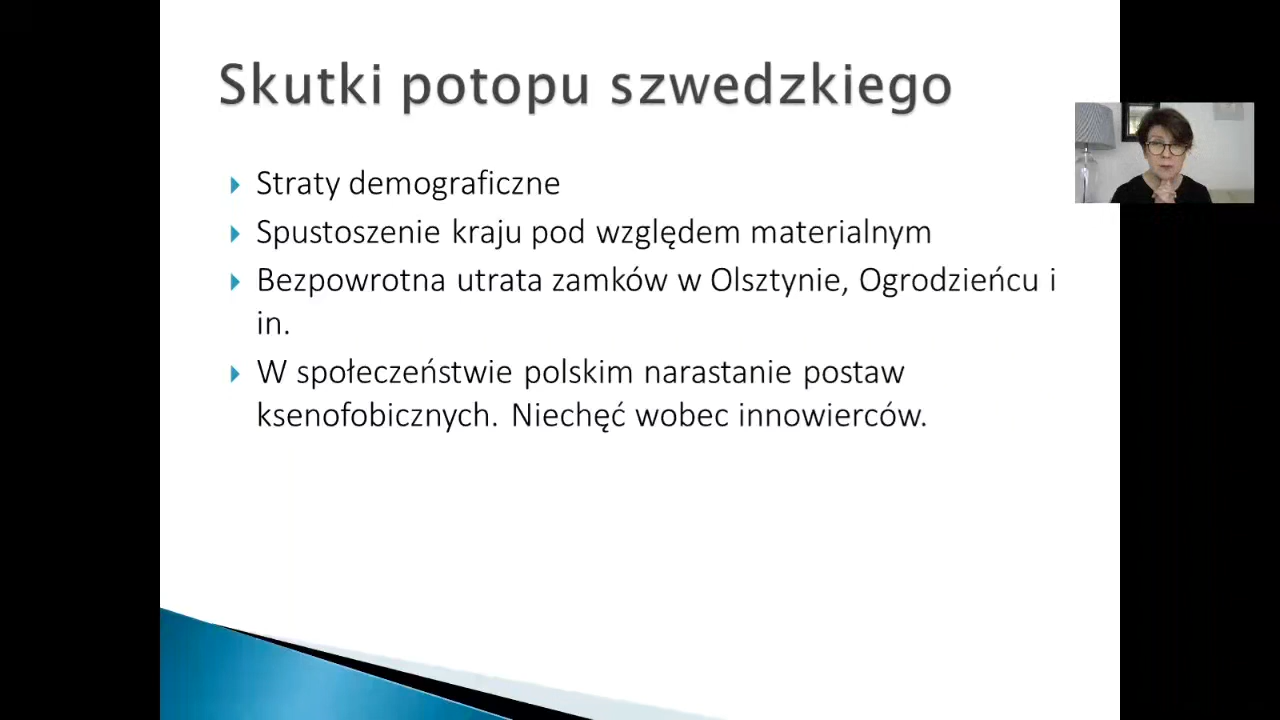 Skutki potopu szwedzkiego
Straty demograficzne
Spustoszenie kraju pod względem materialnym
Bezpowrotna utrata zamków w Olsztynie, Ogrodzieńcu i
in.
W społeczeństwie polskim narastanie postaw
ksenofobicznych. Niechęć wobec innowierców.